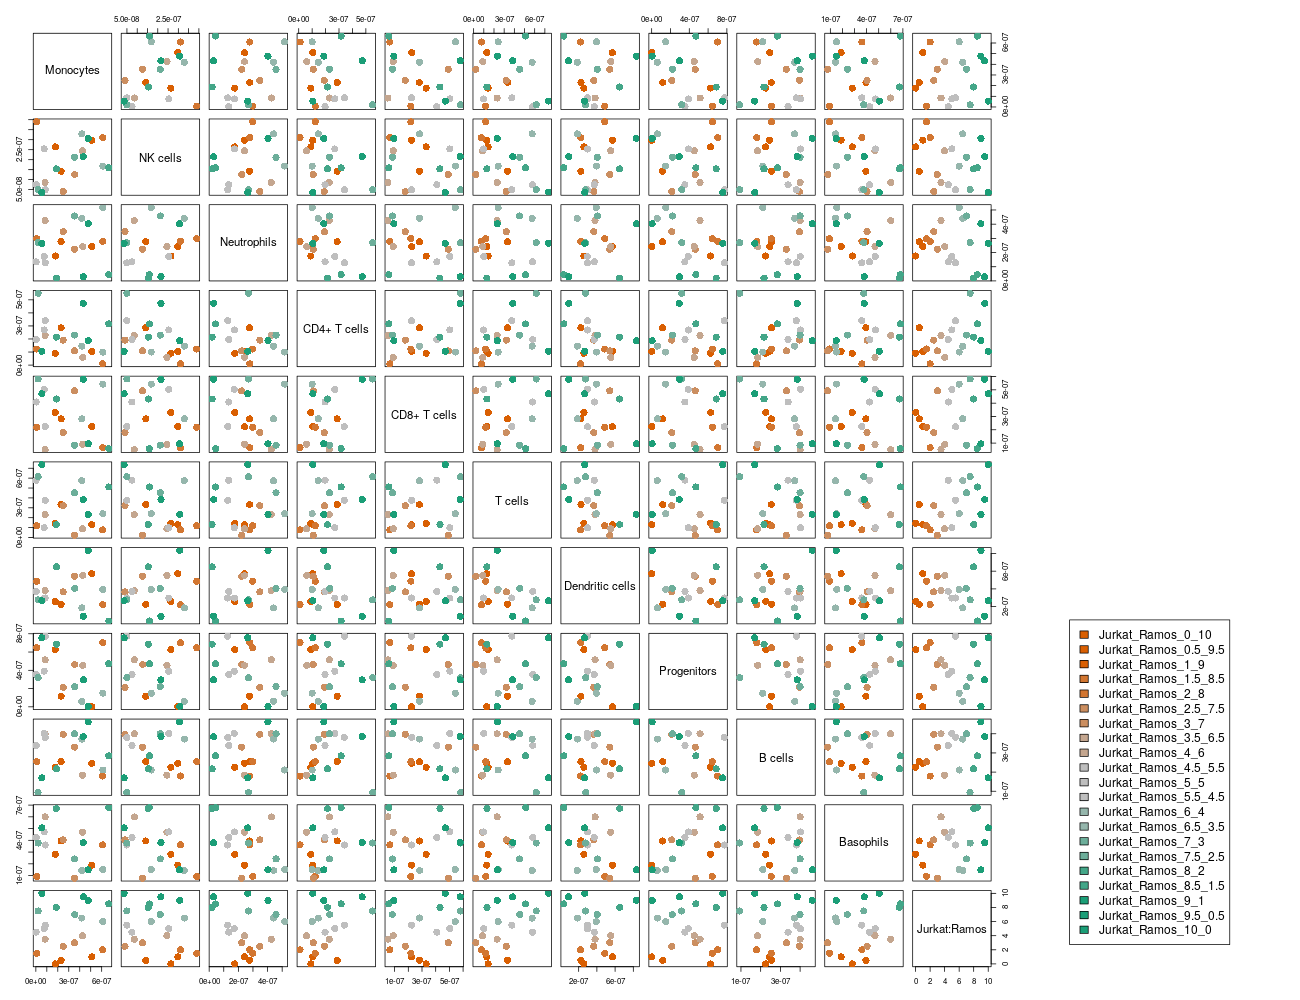 5.0e-08 2.5e-07 0e+00 3e-07 5e-07 0e+00 3e-07 6e-07 0e+00 4e-07 8e-07 1e-07 4e-07 7e-07
Monocytes
0e+00 3e-07 6e-07
NK cells
5.0e-08 2.5e-07
Neutrophils
0e+00 2e-07 4e-07
CD4+ T cells
0e+00 3e-07 5e-07
CD8+ T cells
1e-07 3e-07 5e-07
T cells
0e+00 3e-07 6e-07
Dendritic cells
2e-07 6e-07
Progenitors
0e+00 4e-07 8e-07
B cells
1e-07 3e-07
Basophils
1e-07 4e-07 7e-07
Jurkat:Ramos
0 2 4 6 8 10
0e+00 3e-07 6e-07 0e+00 2e-07 4e-07 1e-07 3e-07 5e-07 2e-07 6e-07 1e-07 3e-07 0 2 4 6 8 10
Jurkat_Ramos_0_10
Jurkat_Ramos_0.5_9.5
Jurkat_Ramos_1_9
Jurkat_Ramos_1.5_8.5
Jurkat_Ramos_2_8
Jurkat_Ramos_2.5_7.5
Jurkat_Ramos_3_7
Jurkat_Ramos_3.5_6.5
Jurkat_Ramos_4_6
Jurkat_Ramos_4.5_5.5
Jurkat_Ramos_5_5
Jurkat_Ramos_5.5_4.5
Jurkat_Ramos_6_4
Jurkat_Ramos_6.5_3.5
Jurkat_Ramos_7_3
Jurkat_Ramos_7.5_2.5
Jurkat_Ramos_8_2
Jurkat_Ramos_8.5_1.5
Jurkat_Ramos_9_1
Jurkat_Ramos_9.5_0.5
Jurkat_Ramos_10_0